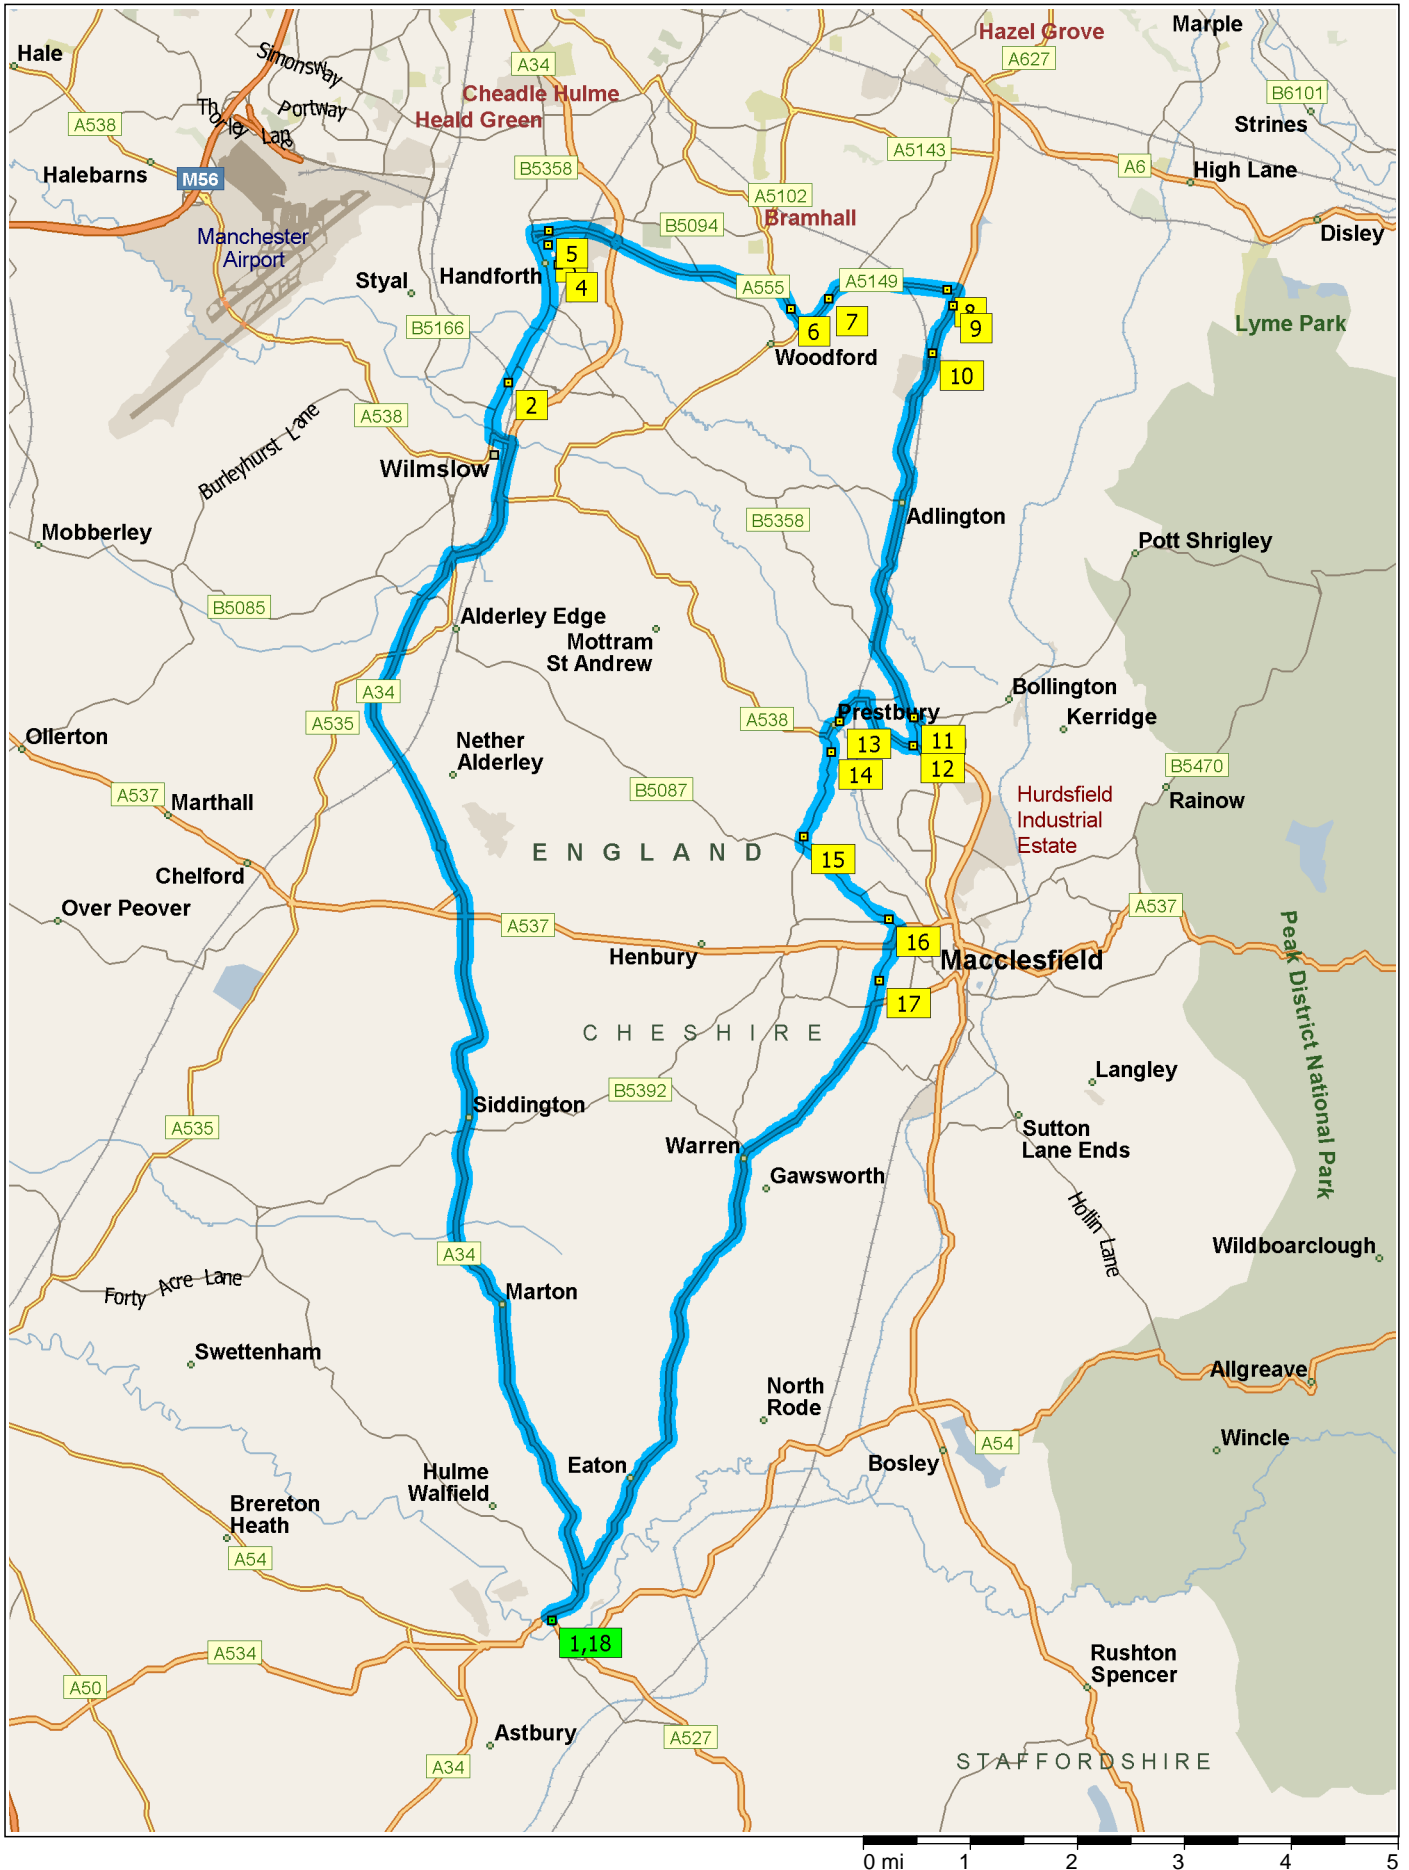 Marple
Hale
Hazel Grove
Simonsway
A34
A627
Cheadle Hulme
B6101
Thorley Lane
Portway
Heald Green
A538
Strines
A5143
Halebarns
M56
B5358
A6
High Lane
A5102
Bramhall
B5094
Manchester
Airport
Disley
5
Styal
Handforth
4
A555
A5149
8
B5166
6
7
9
Lyme Park
Woodford
10
2
A538
Burleyhurst Lane
Wilmslow
B5358
Adlington
Mobberley
Pott Shrigley
B5085
Alderley Edge
Mottram
St Andrew
A34
Bollington
A535
A538
Prestbury
Kerridge
Ollerton
Nether
Alderley
13
11
14
12
B5470
A537
Marthall
B5087
Rainow
Hurdsfield
Industrial
Estate
ENGLAND
15
Chelford
Over Peover
A537
A537
16
Henbury
Macclesfield
17
Peak District National Park
CHESHIRE
Langley
B5392
Siddington
A535
Sutton
Lane Ends
Warren
Gawsworth
Hollin Lane
A34
Wildboarclough
Forty Acre Lane
Marton
Swettenham
Allgreave
North
Rode
A54
Wincle
Eaton
Bosley
Hulme
Walfield
Brereton
Heath
A54
1,18
A534
Rushton
Spencer
A50
Astbury
A527
A34
STAFFORDSHIRE
0 mi 1 2 3 4 5